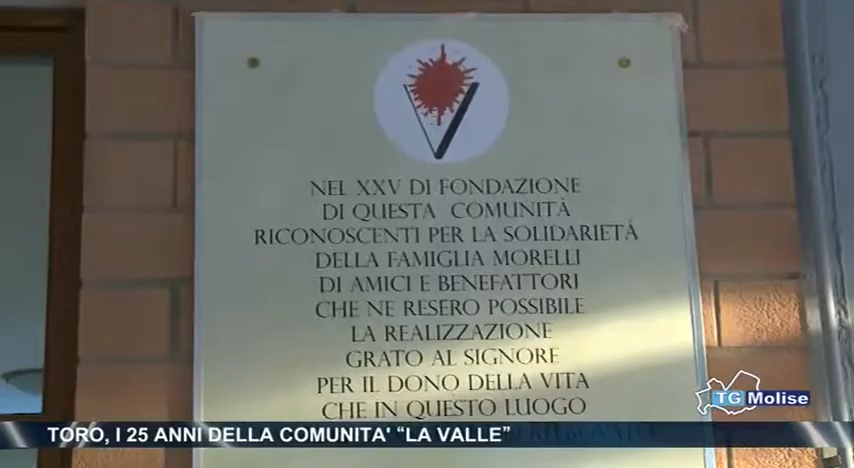 NEL XXV DI FONDAZIONE
DI QUESTA COMUNITÀ
RICONOSCENTI PER LA SOLIDARIETÀ
DELLA FAMIGLIA MORELLI
DI AMICI E BENEFATTORI
CHE NE RESERO POSSIBILE
LA REALIZZAZIONE
GRATO AL SIGNORE
PER IL DONO DELLA VITA
CHE IN QUESTO LUOGO
TG Molise
TORO, I 25 ANNI DELLA COMUNITA' "LA VALLE"